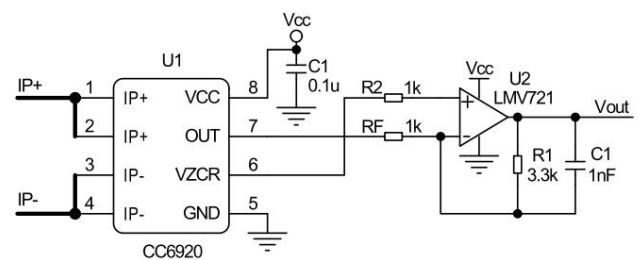 Vcc
U1
C1
0.1u
IP+
1 IP+ VCC 8
2 IP+ OUT 7
3 IP- VZCR 6
IP-
4 IP- GND 5
CC6920
R2 1k
RF 1k
Vcc
U2
LMV721
+
-
Vout
R1
3.3k
C1
1nF